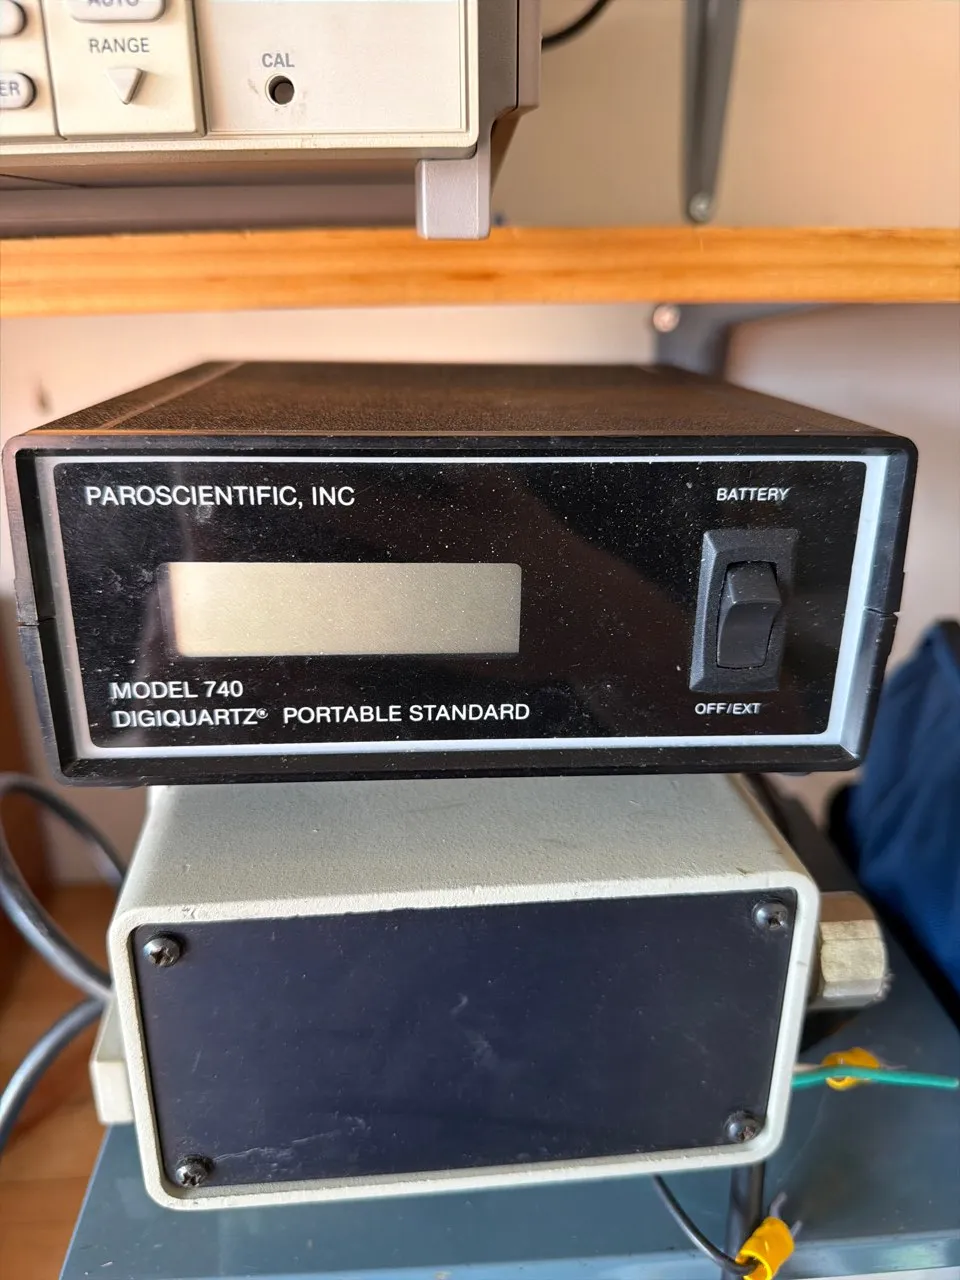 AUTO
RANGE
CAL
PAROSCIENTIFIC, INC
BATTERY
MODEL 740
DIGIQUARTZ® PORTABLE STANDARD
OFF/EXT